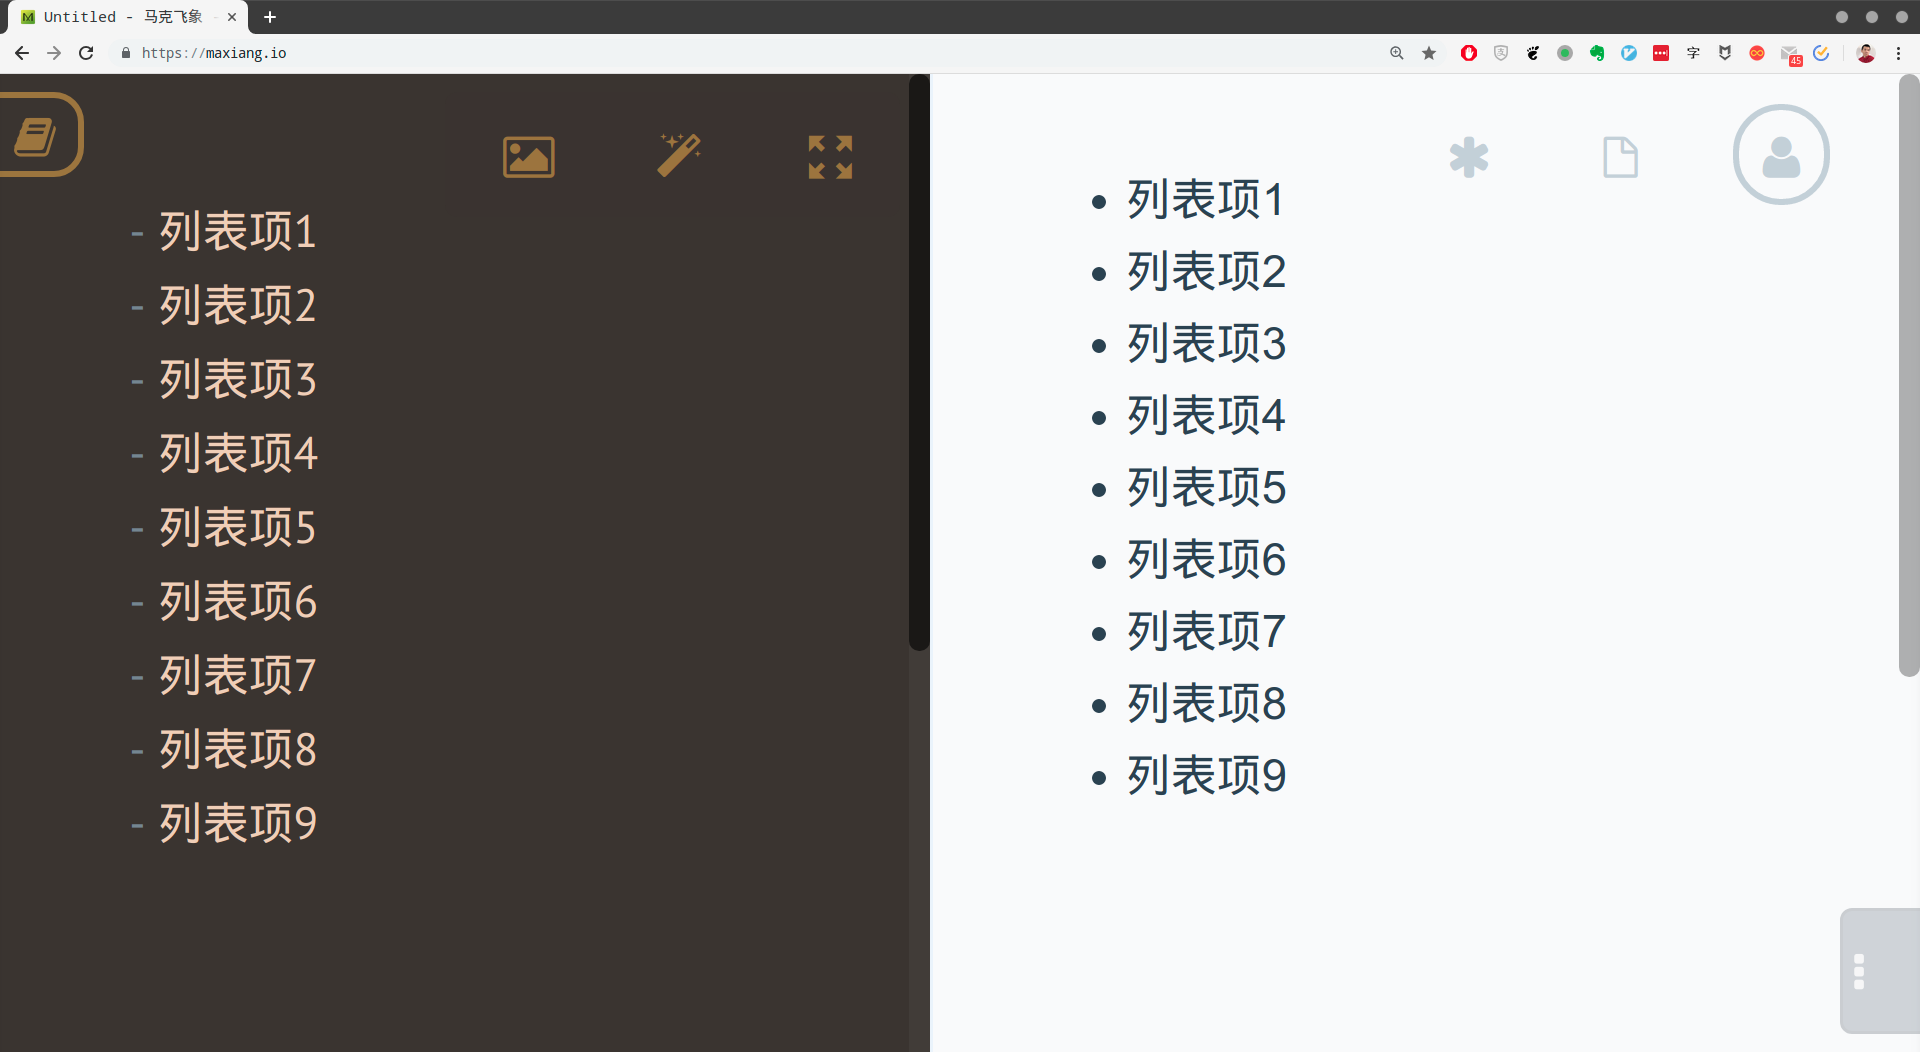 Untitled - 马克飞象 -
https://maxiang.io
字
45
- 列表项1
- 列表项2
- 列表项3
- 列表项4
- 列表项5
- 列表项6
- 列表项7
- 列表项8
- 列表项9
• 列表项1
• 列表项2
• 列表项3
• 列表项4
• 列表项5
• 列表项6
• 列表项7
• 列表项8
• 列表项9